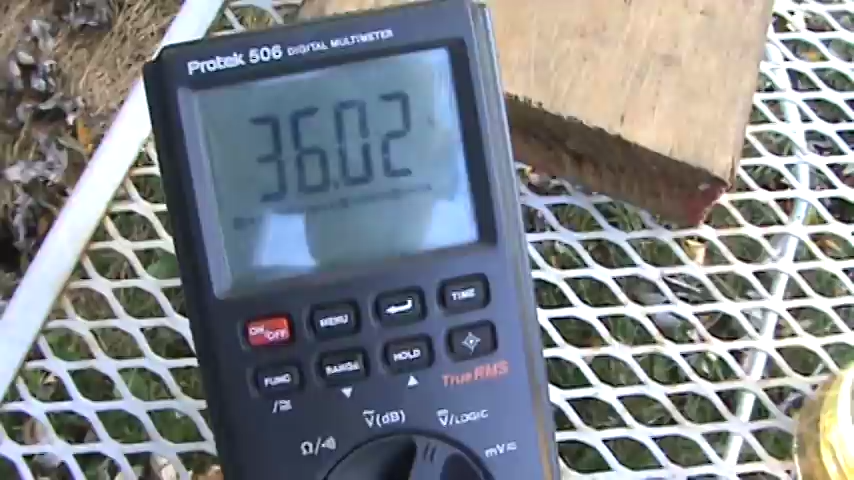 Protek 506 DIGITAL MULTIMETER
36.02
ON/OFF MENU TIME
FUNC RANGE HOLD
True RMS
Ω V(dB) V/LOGIC mV